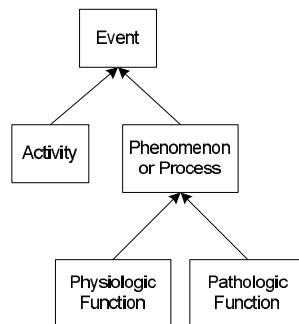 Event
Activity
Phenomenon
or Process
Physiologic
Function
Pathologic
Function